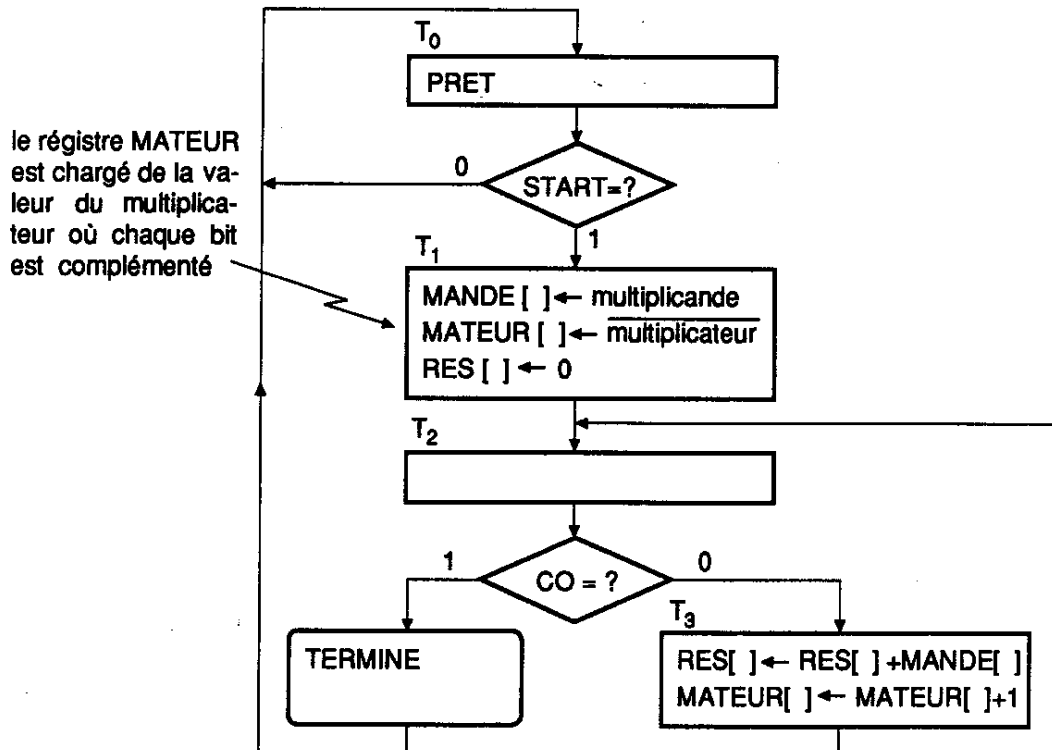 T0
PRET
le régistre MATEUR
est chargé de la va-
leur du multiplica-
teur où chaque bit
est complémenté
0
START=?
1
T1
MANDE [ ] ← multiplicande
MATEUR [ ] ← multiplicateur
RES [ ] ← 0
T2
1
CO = ?
0
T3
TERMINE
RES[ ] ← RES[ ] +MANDE[ ]
MATEUR[ ] ← MATEUR[ ]+1